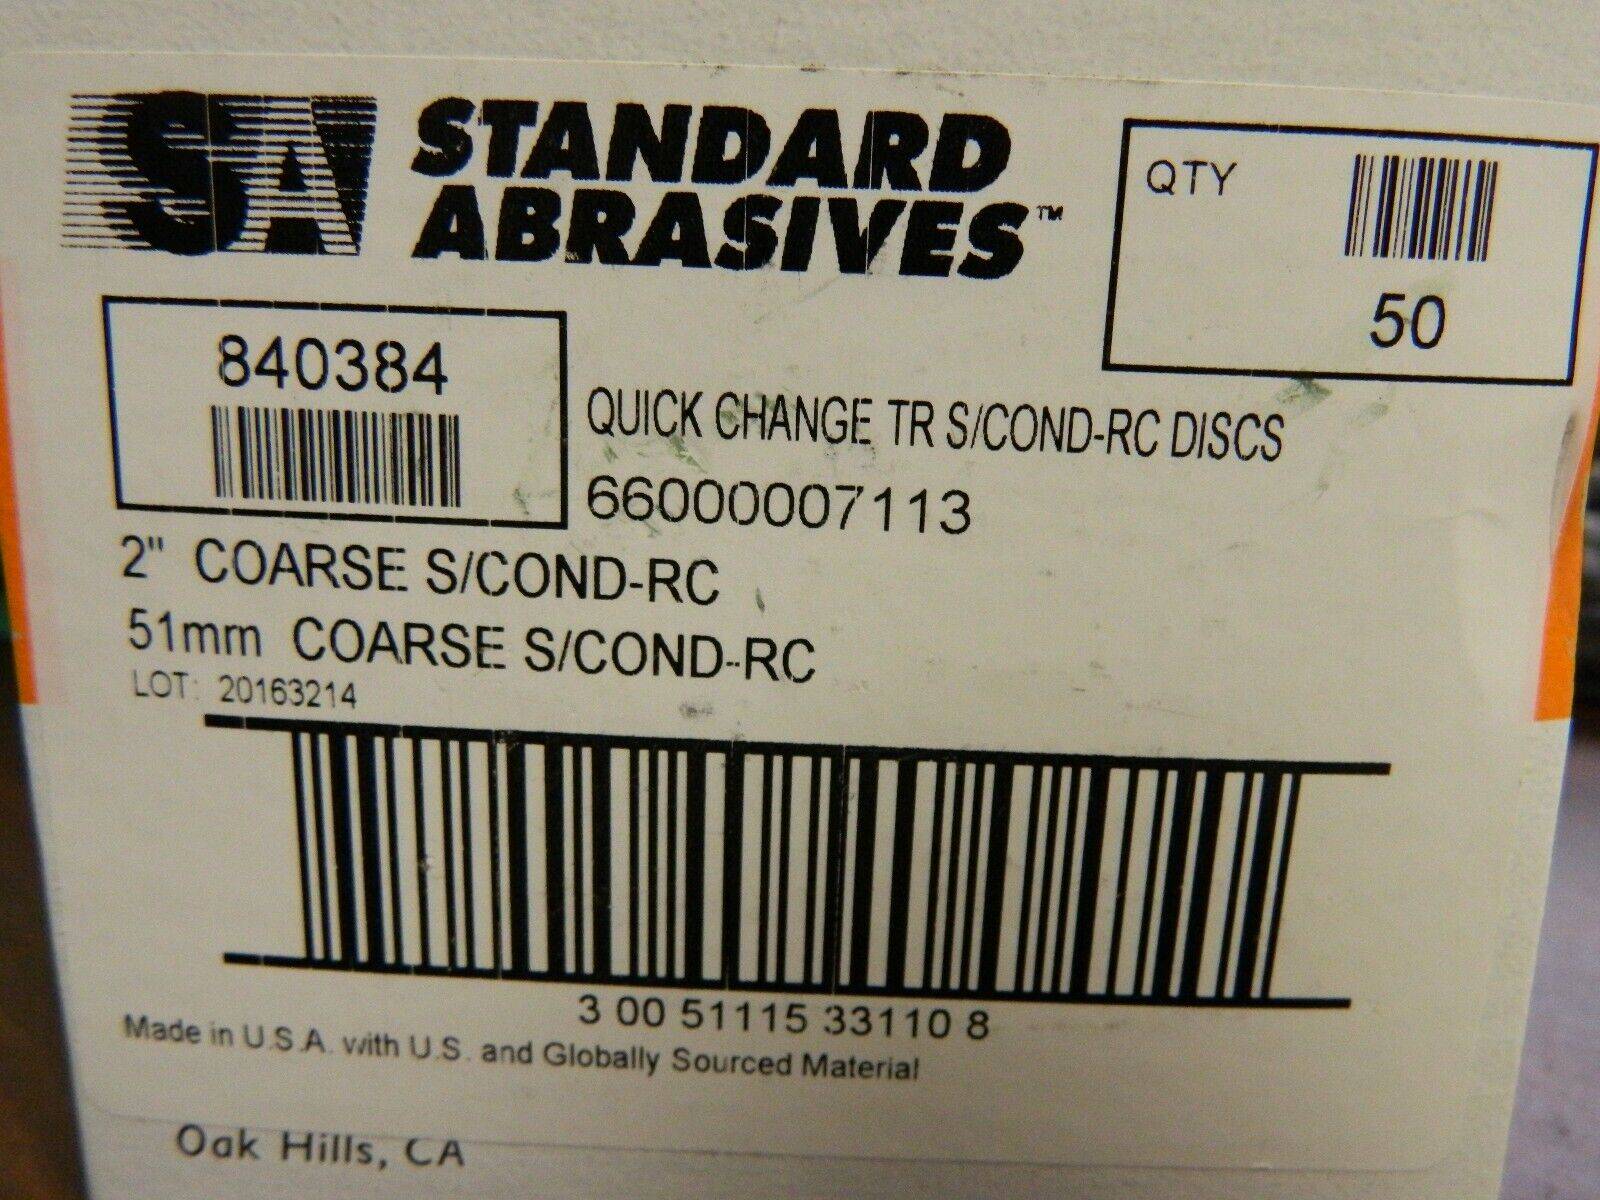 SA STANDARD
ABRASIVES™
QTY
50
840384
QUICK CHANGE TR S/COND-RC DISCS
66000007113
2" COARSE S/COND-RC
51mm COARSE S/COND-RC
LOT: 20163214
3 00 51115 33110 8
Made in U.S.A. with U.S. and Globally Sourced Material
Oak Hills, CA